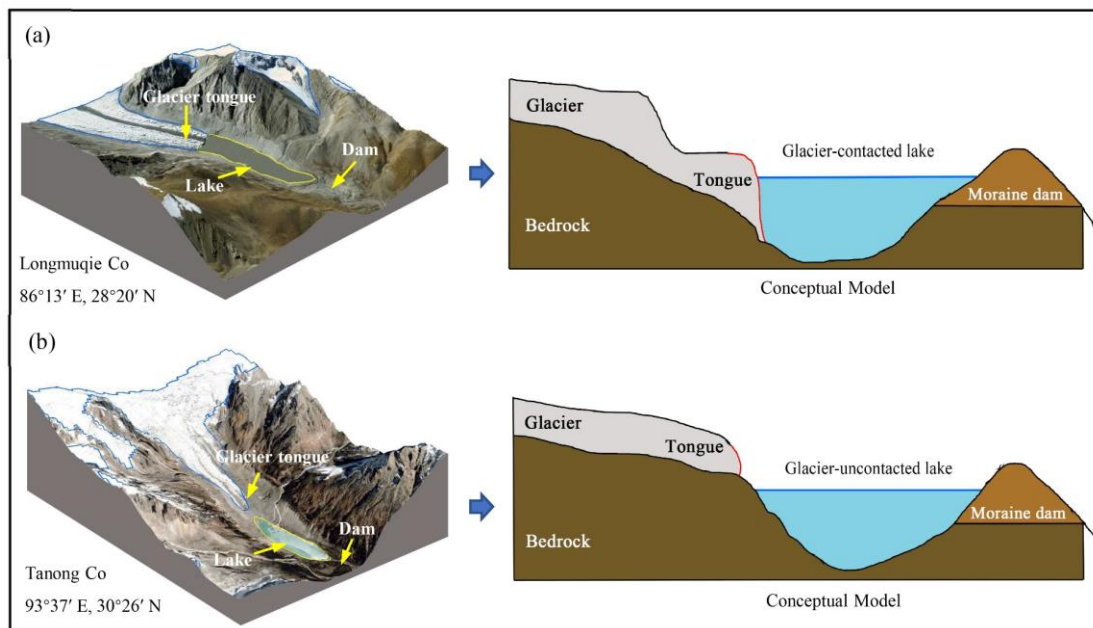 (a)
Glacier tongue
Dam
Lake
Longmuqie Co
86°13′ E, 28°20′ N
Glacier
Glacier-contacted lake
Tongue
Moraine dam
Bedrock
Conceptual Model
(b)
Glacier tongue
Dam
Lake
Tanong Co
93°37′ E, 30°26′ N
Glacier
Tongue
Glacier-uncontacted lake
Moraine dam
Bedrock
Conceptual Model